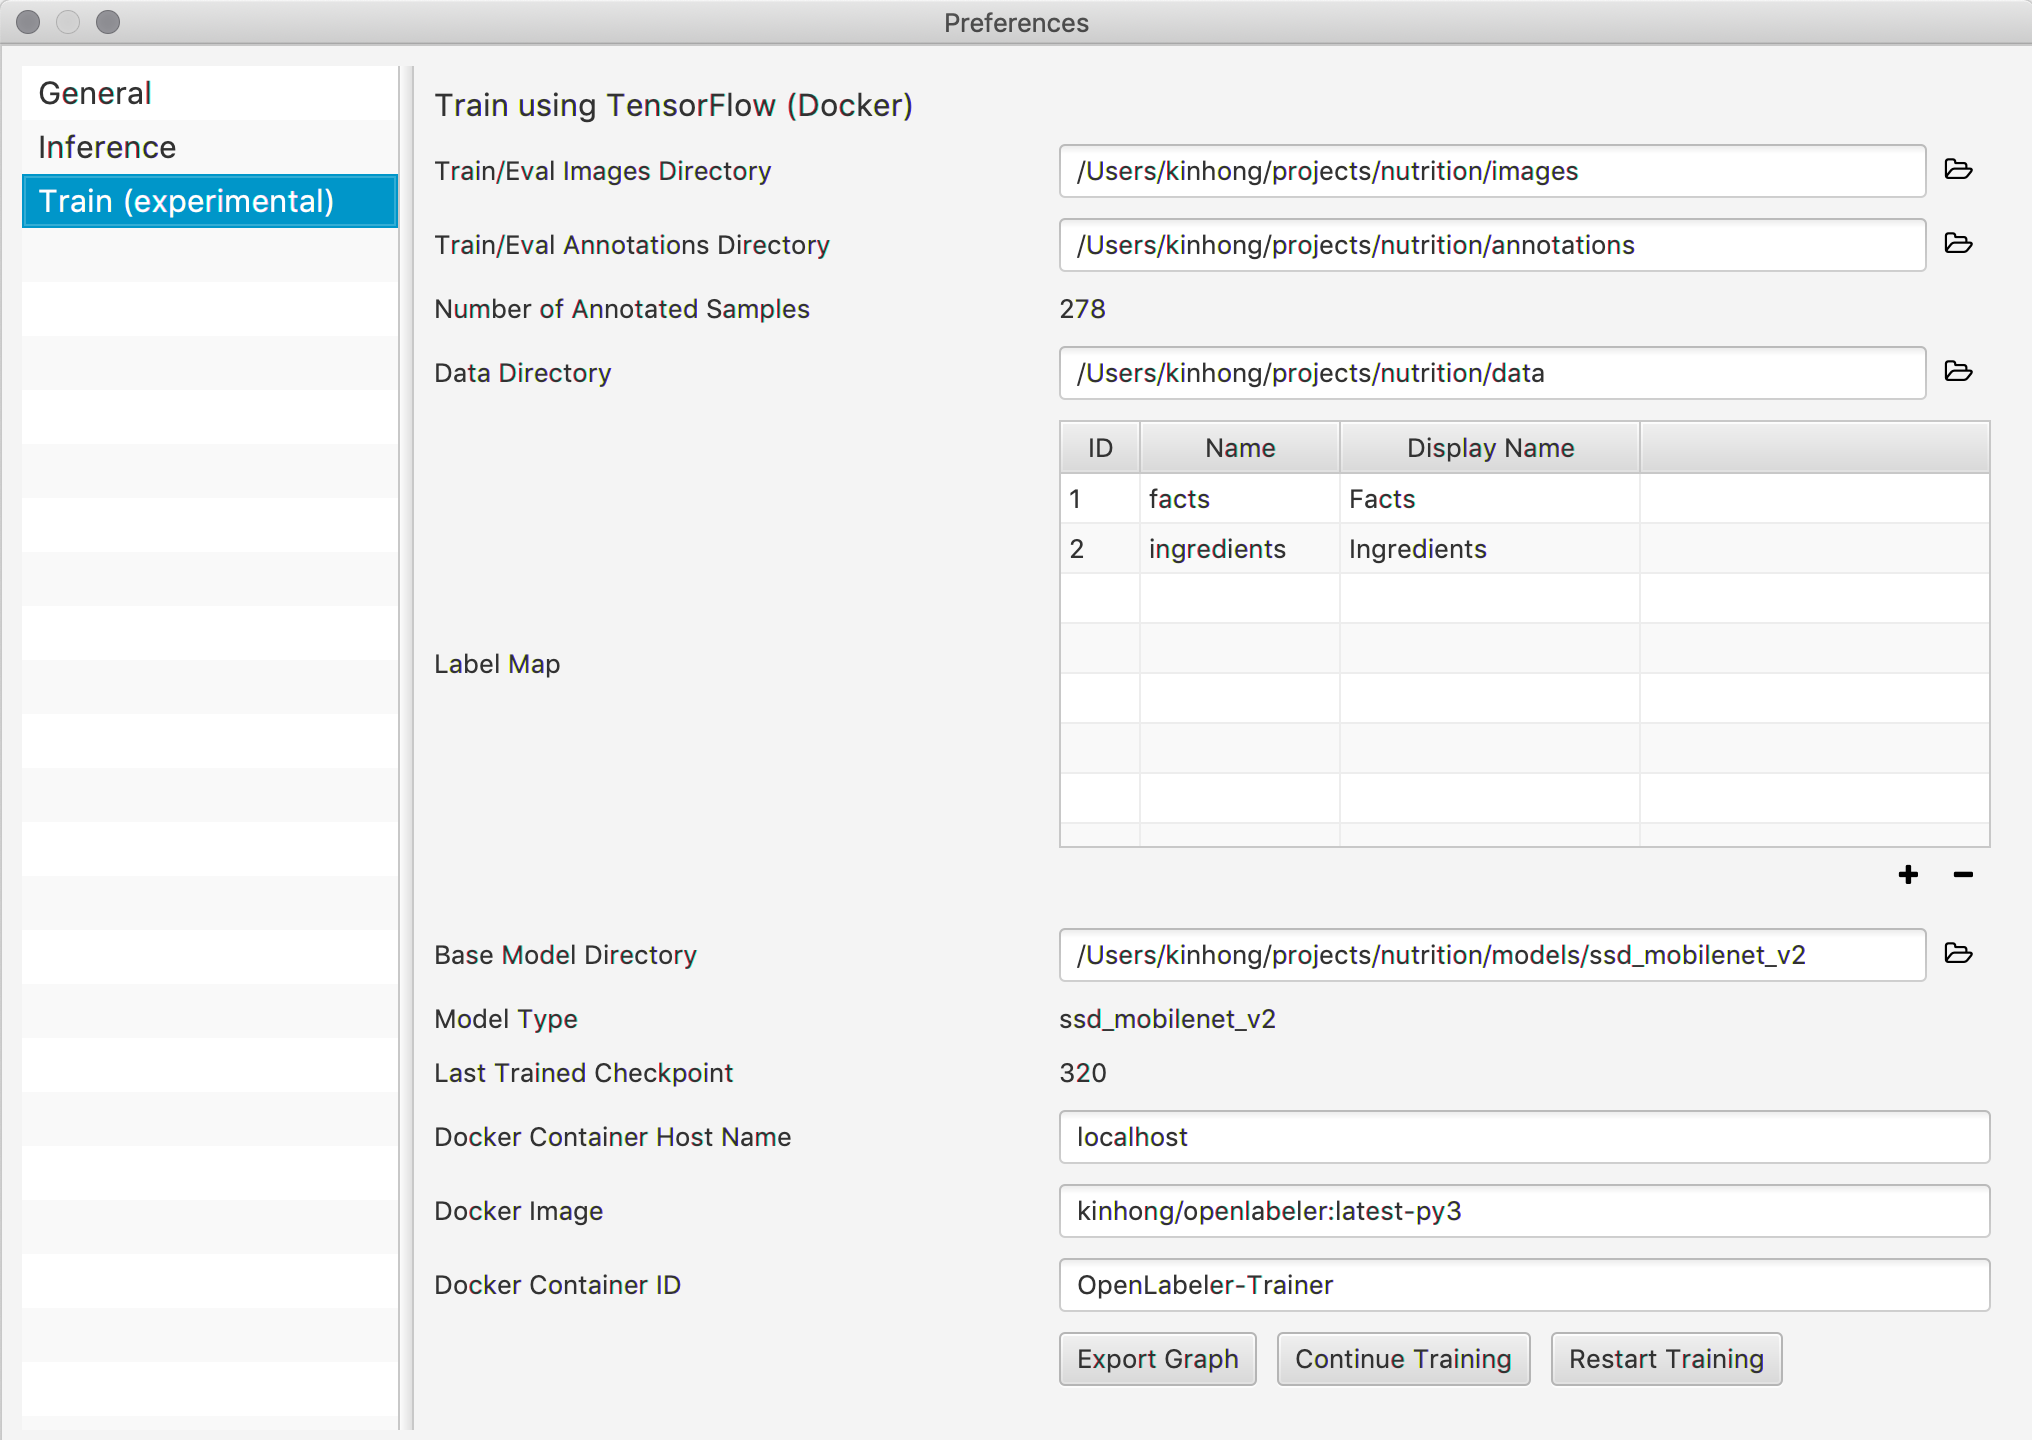 Preferences
General
Inference
Train (experimental)
Train using TensorFlow (Docker)
Train/Eval Images Directory /Users/kinhong/projects/nutrition/images
Train/Eval Annotations Directory /Users/kinhong/projects/nutrition/annotations
Number of Annotated Samples 278
Data Directory /Users/kinhong/projects/nutrition/data
Label Map
ID Name Display Name
1 facts Facts
2 ingredients Ingredients
Base Model Directory /Users/kinhong/projects/nutrition/models/ssd_mobilenet_v2
Model Type ssd_mobilenet_v2
Last Trained Checkpoint 320
Docker Container Host Name localhost
Docker Image kinhong/openlabeler:latest-py3
Docker Container ID OpenLabeler-Trainer
Export Graph Continue Training Restart Training